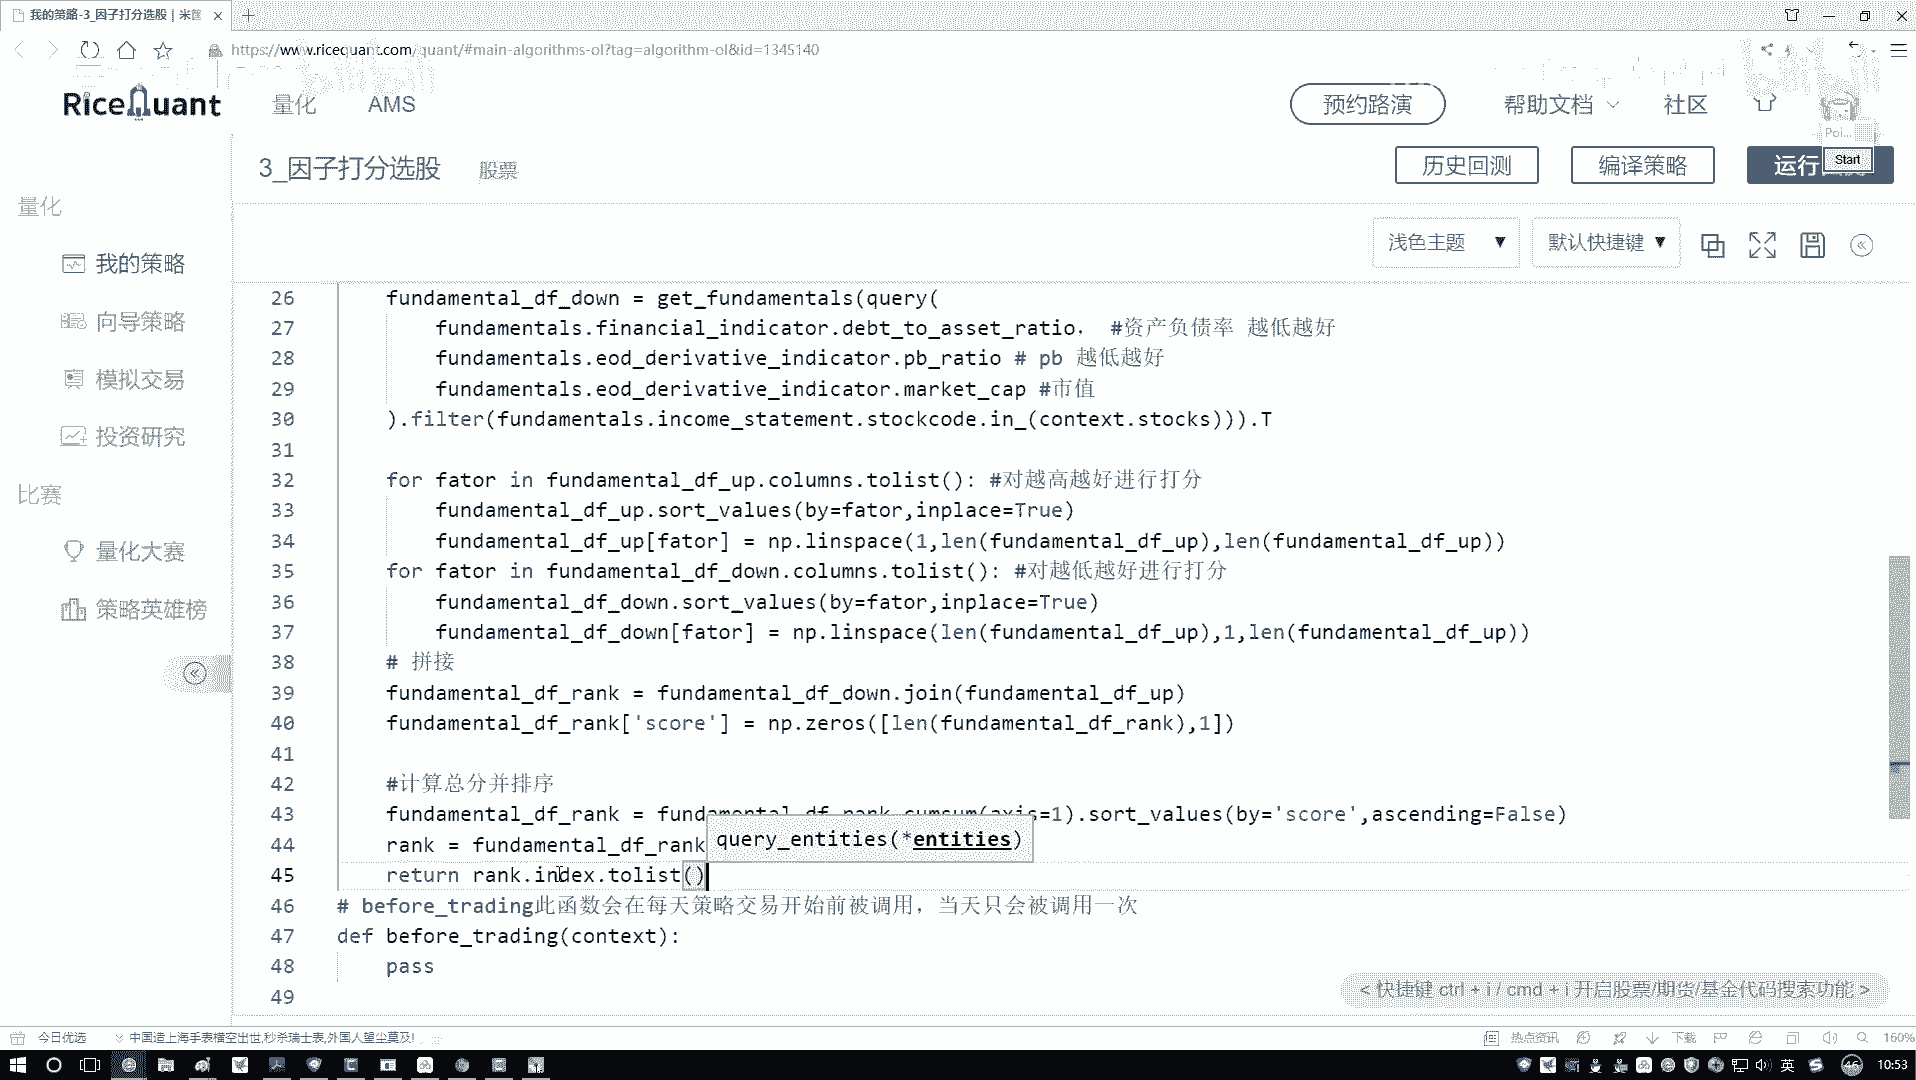 我的策略-3_因子打分选股 | 米筐
https://www.ricequant.com/quant/#main-algorithms-ol?tag=algorithm-ol&id=1345140
RiceQuant 量化 AMS 预约路演 帮助文档 社区
Poi...
Start
3_因子打分选股 股票 历史回测 编译策略 运行
量化
我的策略
向导策略
模拟交易
投资研究
比赛
量化大赛
策略英雄榜
浅色主题 默认快捷键
26 fundamental_df_down = get_fundamentals(query(
27 fundamentals.financial_indicator.debt_to_asset_ratio， #资产负债率 越低越好
28 fundamentals.eod_derivative_indicator.pb_ratio # pb 越低越好
29 fundamentals.eod_derivative_indicator.market_cap #市值
30 ).filter(fundamentals.income_statement.stockcode.in_(context.stocks))).T
31
32 for fator in fundamental_df_up.columns.tolist(): #对越高越好进行打分
33 fundamental_df_up.sort_values(by=fator,inplace=True)
34 fundamental_df_up[fator] = np.linspace(1,len(fundamental_df_up),len(fundamental_df_up))
35 for fator in fundamental_df_down.columns.tolist(): #对越低越好进行打分
36 fundamental_df_down.sort_values(by=fator,inplace=True)
37 fundamental_df_down[fator] = np.linspace(len(fundamental_df_up),1,len(fundamental_df_up))
38 # 拼接
39 fundamental_df_rank = fundamental_df_down.join(fundamental_df_up)
40 fundamental_df_rank['score'] = np.zeros([len(fundamental_df_rank),1])
41
42 #计算总分并排序
43 fundamental_df_rank = fundamental_df_rank.cumsum(axis=1).sort_values(by='score',ascending=False)
44 rank = fundamental_df_rank
query_entities(*entities)
45 return rank.index.tolist()
46 # before_trading此函数会在每天策略交易开始前被调用，当天只会被调用一次
47 def before_trading(context):
48 pass
49
< 快捷键 ctrl + i / cmd + i 开启股票/期货/基金代码搜索功能 >
今日优选 中国造上海手表横空出世,秒杀瑞士表,外国人望尘莫及! 热点资讯 下载 160%
英 46 10:53